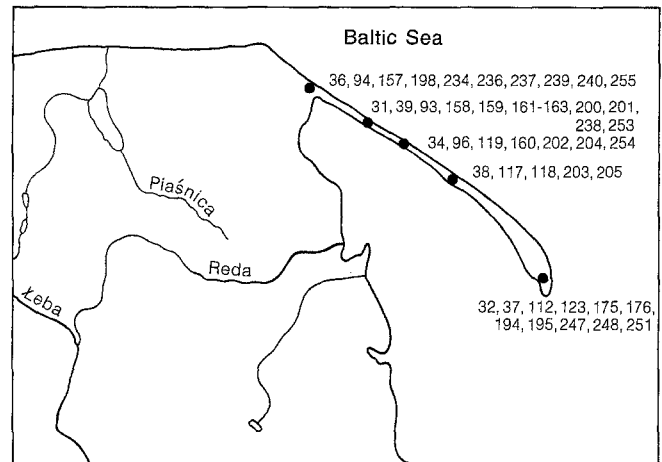 Baltic Sea
36, 94, 157, 198, 234, 236, 237, 239, 240, 255
31, 39, 93, 158, 159, 161-163, 200, 201,
238, 253
34, 96, 119, 160, 202, 204, 254
38, 117, 118, 203, 205
Piaśnica
Reda
Łeba
32, 37, 112, 123, 175, 176,
194, 195, 247, 248, 251